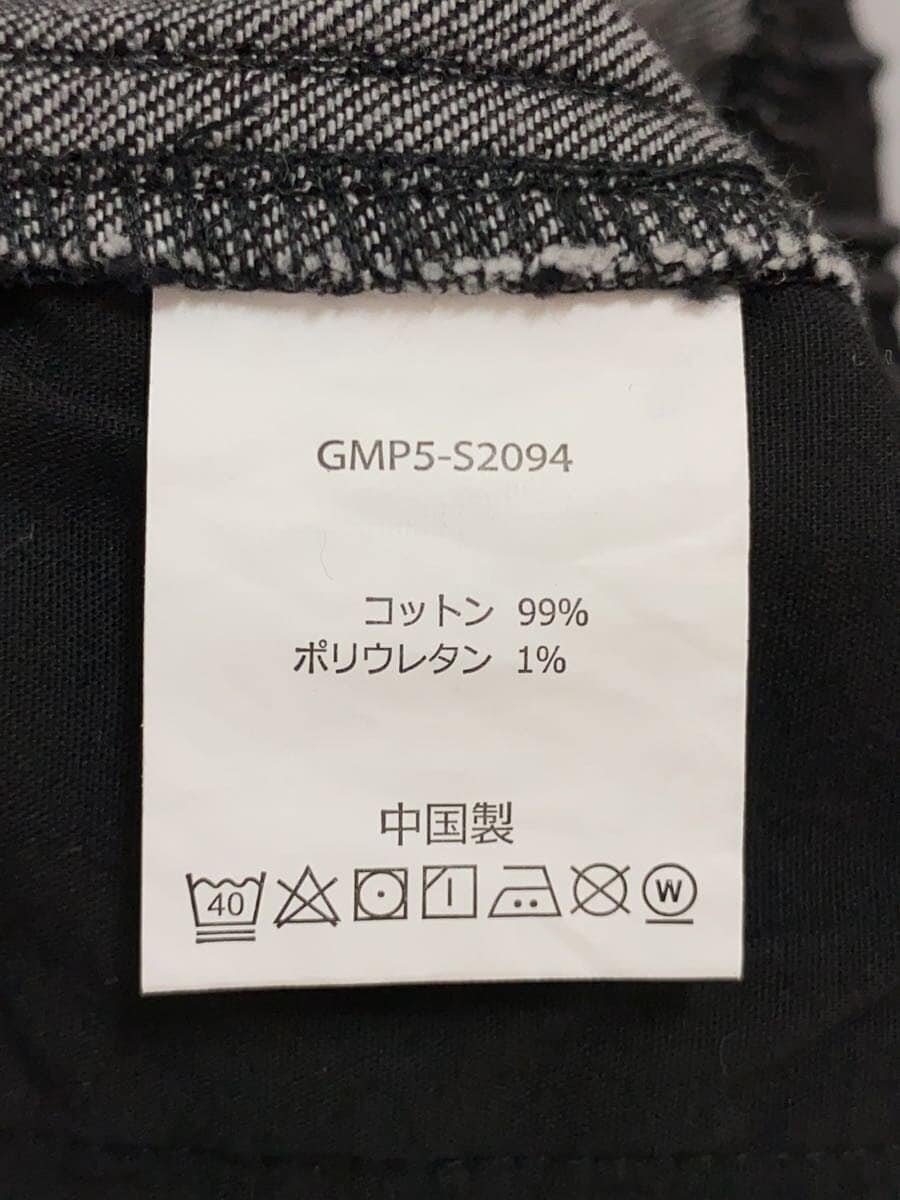 GMP5-S2094
コットン 99%
ポリウレタン 1%
中国製
40 W